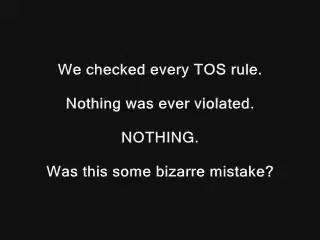 We checked every TOS rule.
Nothing was ever violated.
NOTHING.
Was this some bizarre mistake?